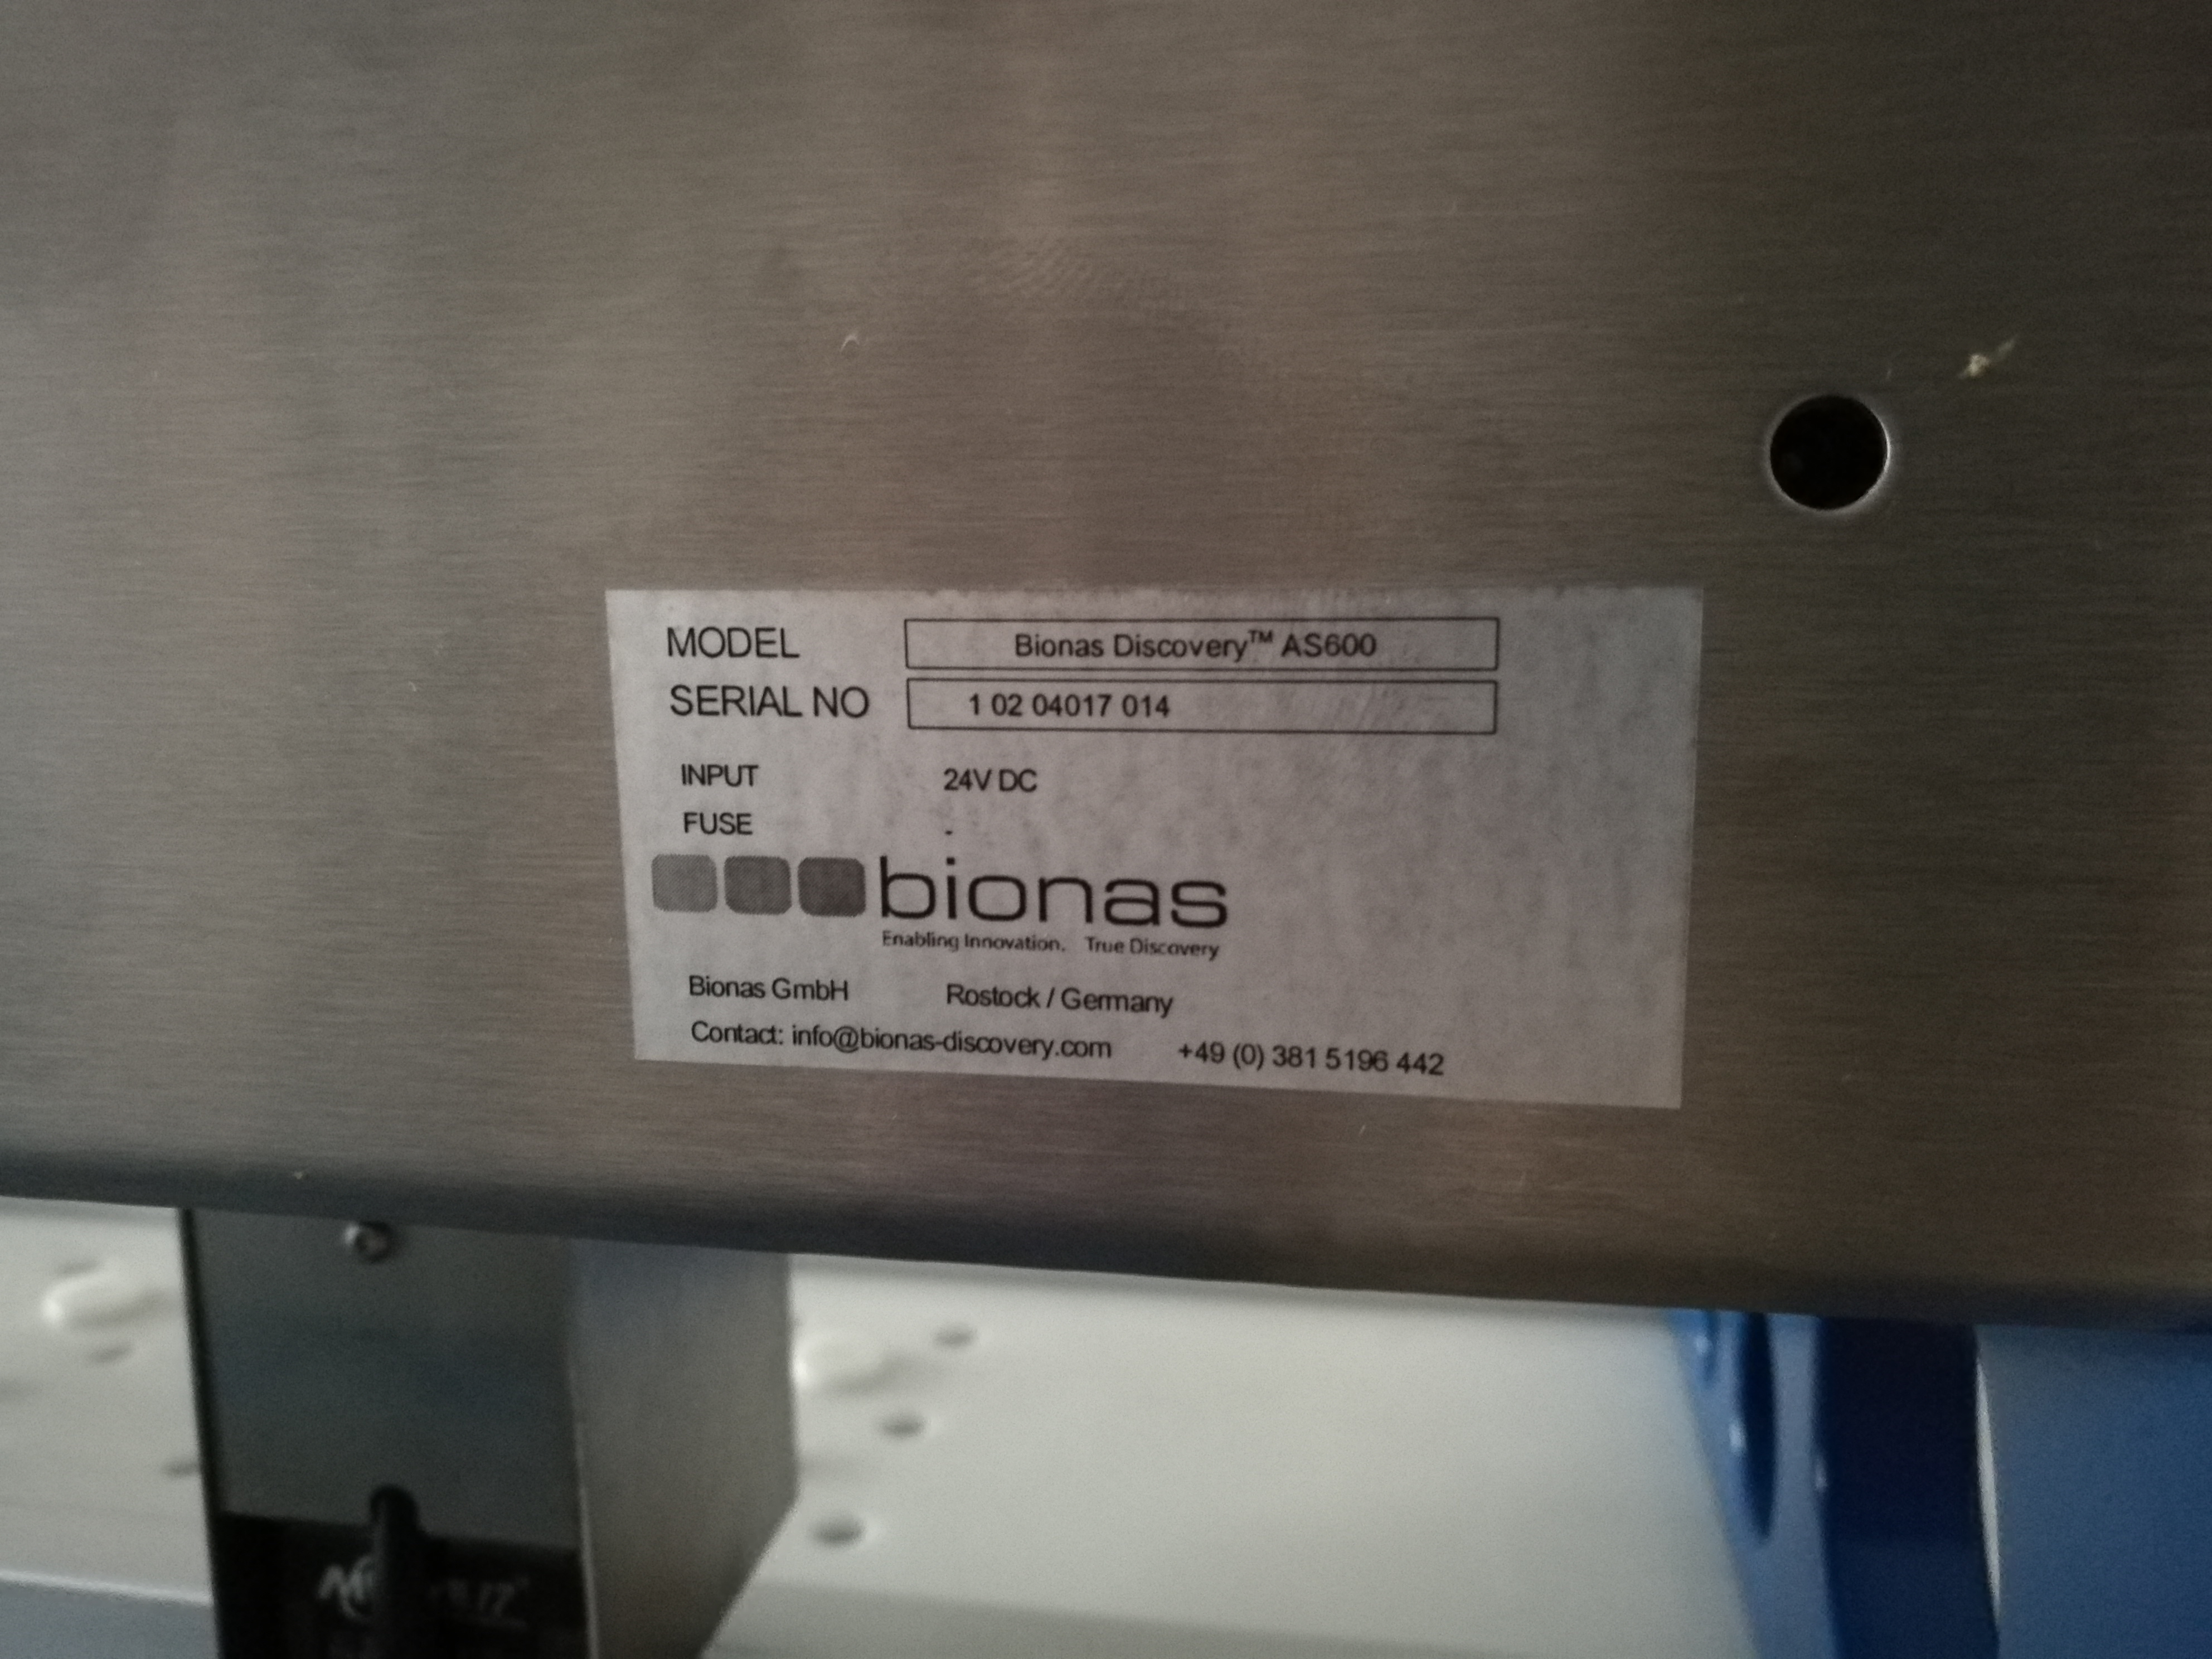 MODEL Bionas Discovery™ AS600
SERIAL NO 1 02 04017 014
INPUT 24V DC
FUSE -
bionas
Enabling Innovation. True Discovery
Bionas GmbH Rostock / Germany
Contact: info@bionas-discovery.com +49 (0) 381 5196 442